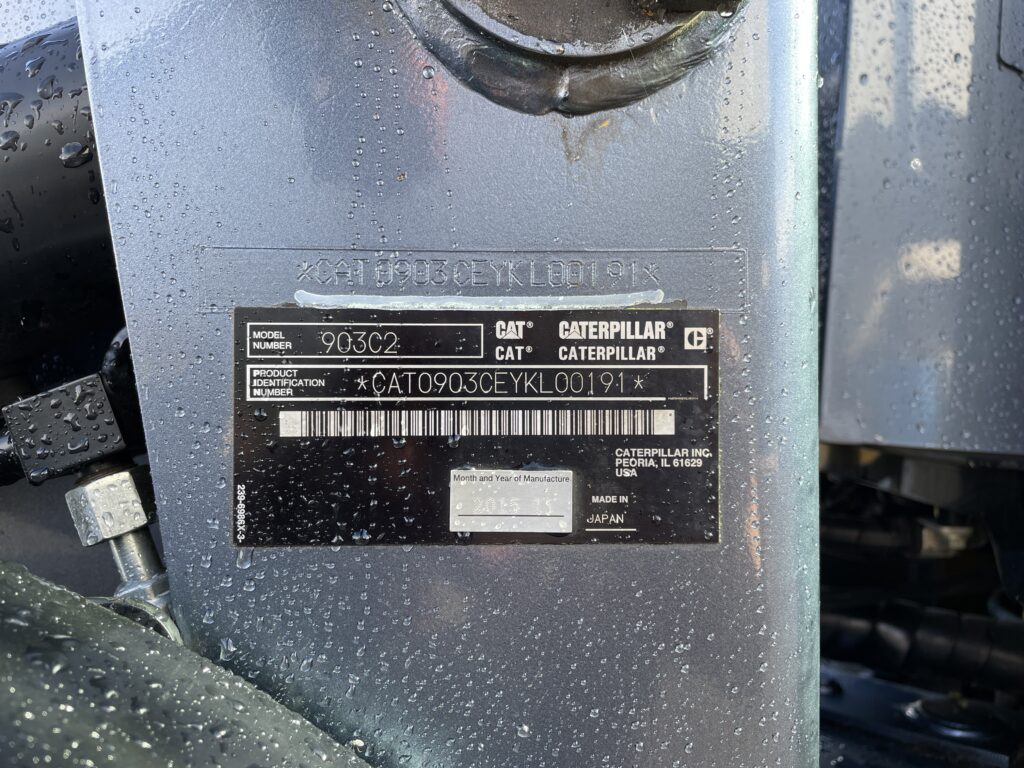 *CAT0903CEYKL00191*
MODEL NUMBER 903C2
CAT® CATERPILLAR® C®
CAT® CATERPILLAR®
PRODUCT IDENTIFICATION NUMBER *CAT0903CEYKL00191*
CATERPILLAR INC.
PEORIA, IL 61629
USA
Month and Year of Manufacture
2015
MADE IN
JAPAN